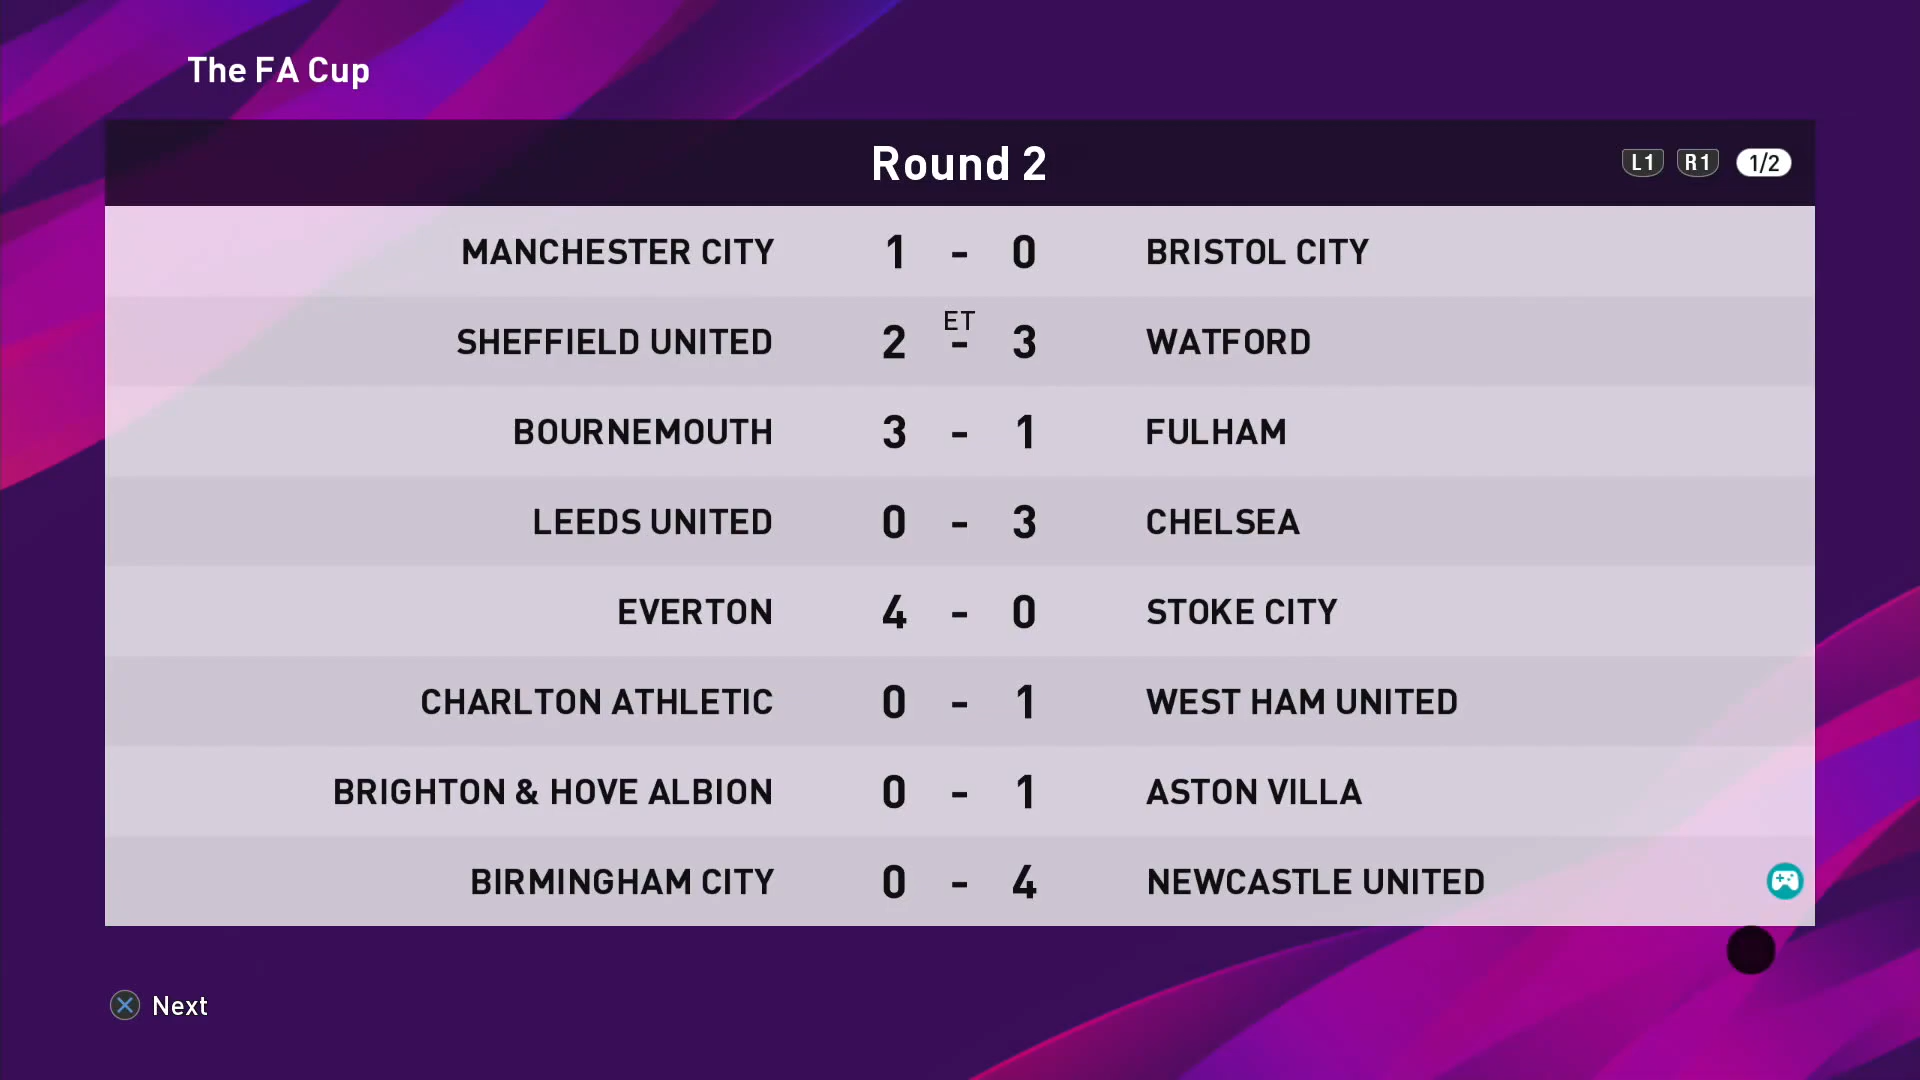 The FA Cup
Round 2
L1 R1 1/2
MANCHESTER CITY 1 - 0 BRISTOL CITY
SHEFFIELD UNITED 2 ET - 3 WATFORD
BOURNEMOUTH 3 - 1 FULHAM
LEEDS UNITED 0 - 3 CHELSEA
EVERTON 4 - 0 STOKE CITY
CHARLTON ATHLETIC 0 - 1 WEST HAM UNITED
BRIGHTON & HOVE ALBION 0 - 1 ASTON VILLA
BIRMINGHAM CITY 0 - 4 NEWCASTLE UNITED
Next